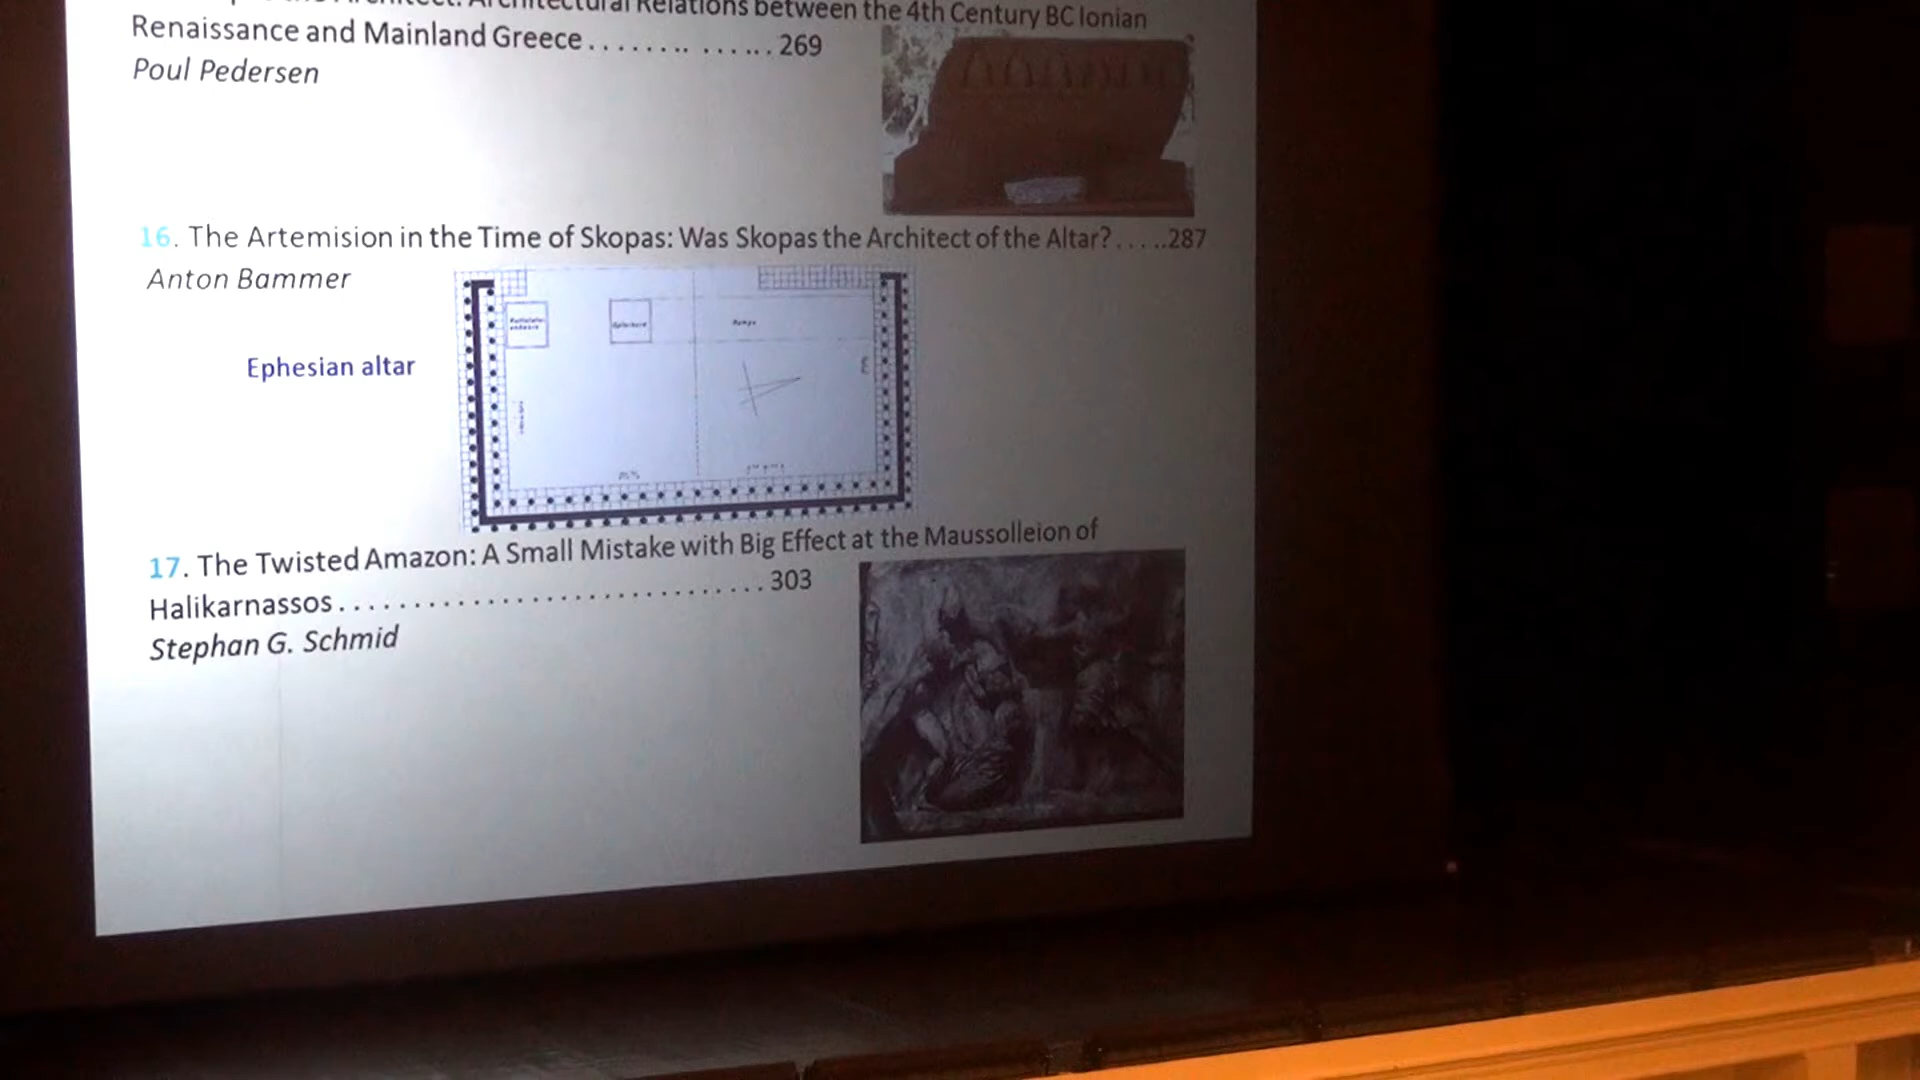 Architectural Relations between the 4th Century BC Ionian
Renaissance and Mainland Greece.............. 269
Poul Pedersen
16. The Artemision in the Time of Skopas: Was Skopas the Architect of the Altar?.....287
Anton Bammer
Ephesian altar
17. The Twisted Amazon: A Small Mistake with Big Effect at the Maussolleion of
Halikarnassos............................. 303
Stephan G. Schmid